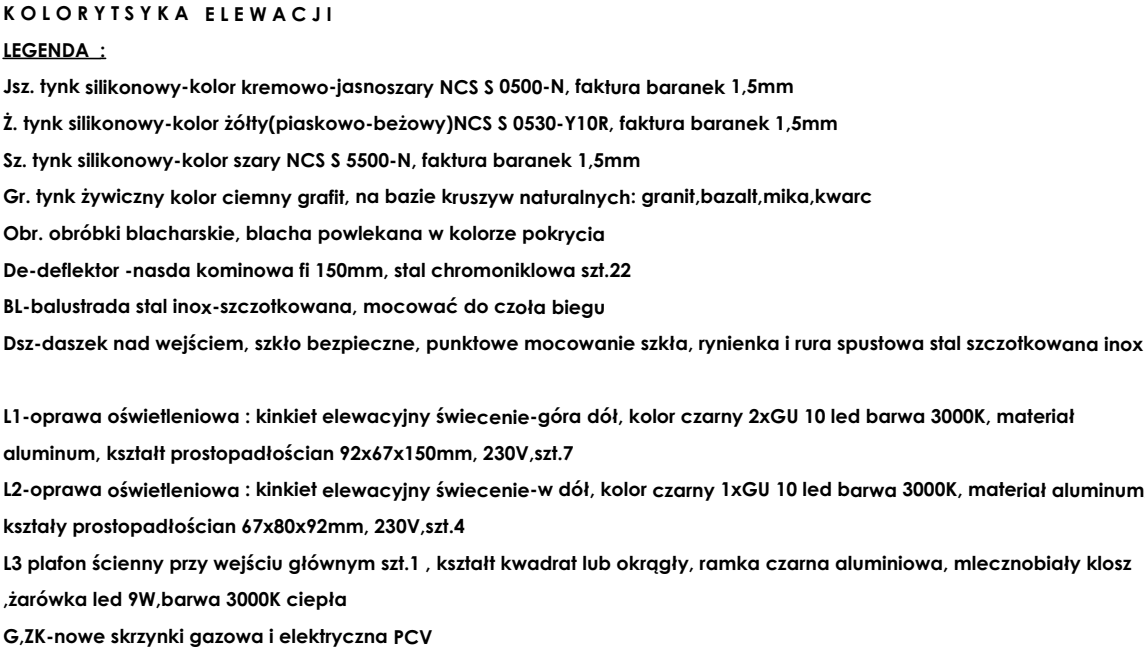 KOLORYTSYKA ELEWACJI
LEGENDA :
Jsz. tynk silikonowy-kolor kremowo-jasnoszary NCS S 0500-N, faktura baranek 1,5mm
Ż. tynk silikonowy-kolor żółty(piaskowo-beżowy)NCS S 0530-Y10R, faktura baranek 1,5mm
Sz. tynk silikonowy-kolor szary NCS S 5500-N, faktura baranek 1,5mm
Gr. tynk żywiczny kolor ciemny grafit, na bazie kruszyw naturalnych: granit,bazalt,mika,kwarc
Obr. obróbki blacharskie, blacha powlekana w kolorze pokrycia
De-deflektor -nasda kominowa fi 150mm, stal chromoniklowa szt.22
BL-balustrada stal inox-szczotkowana, mocować do czoła biegu
Dsz-daszek nad wejściem, szkło bezpieczne, punktowe mocowanie szkła, rynienka i rura spustowa stal szczotkowana inox
L1-oprawa oświetleniowa : kinkiet elewacyjny świecenie-góra dół, kolor czarny 2xGU 10 led barwa 3000K, materiał
aluminum, kształt prostopadłościan 92x67x150mm, 230V,szt.7
L2-oprawa oświetleniowa : kinkiet elewacyjny świecenie-w dół, kolor czarny 1xGU 10 led barwa 3000K, materiał aluminum
kształy prostopadłościan 67x80x92mm, 230V,szt.4
L3 plafon ścienny przy wejściu głównym szt.1 , kształt kwadrat lub okrągły, ramka czarna aluminiowa, mlecznobiały klosz
,żarówka led 9W,barwa 3000K ciepła
G,ZK-nowe skrzynki gazowa i elektryczna PCV